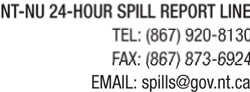 NT-NU 24-HOUR SPILL REPORT LINE
TEL: (867) 920-8130
FAX: (867) 873-6924
EMAIL: spills@gov.nt.ca